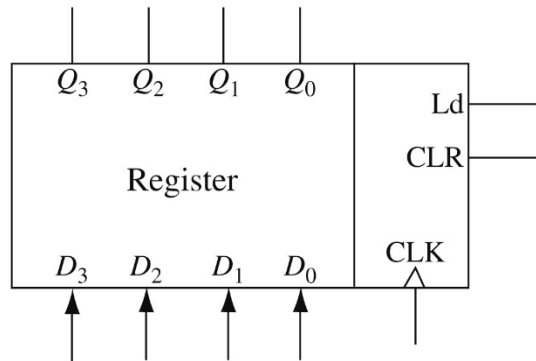 Q3 Q2 Q1 Q0
Ld
CLR
Register
CLK
D3 D2 D1 D0